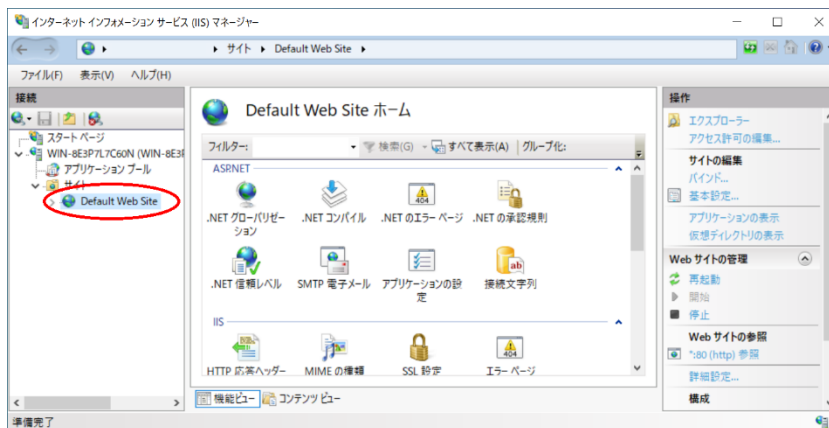 インターネット インフォメーション サービス (IIS) マネージャー
サイト Default Web Site
ファイル(F) 表示(V) ヘルプ(H)
接続
スタート ページ
WIN-8E3P7L7C60N (WIN-8E3
アプリケーション プール
サイト
Default Web Site
Default Web Site ホーム
フィルター: 検索(G) すべて表示(A) グループ化:
ASP.NET
.NET グローバリゼーション
.NET コンパイル
.NET のエラー ページ
.NET の承認規則
.NET 信頼レベル
SMTP 電子メール
アプリケーションの設定
接続文字列
IIS
HTTP 応答ヘッダー
MIME の種類
SSL 設定
エラー ページ
機能ビュー コンテンツ ビュー
操作
エクスプローラー
アクセス許可の編集...
サイトの編集
バインド...
基本設定...
アプリケーションの表示
仮想ディレクトリの表示
Web サイトの管理
再起動
開始
停止
Web サイトの参照
*:80 (http) 参照
詳細設定...
構成
準備完了